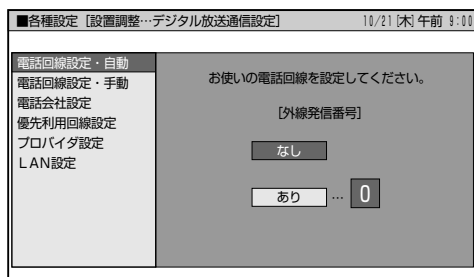 ■各種設定［設置調整…デジタル放送通信設定］ 10/21[木]午前 9:00
電話回線設定・自動
電話回線設定・手動
電話会社設定
優先利用回線設定
プロバイダ設定
ＬＡＮ設定
お使いの電話回線を設定してください。
［外線発信番号］
なし
あり … 0